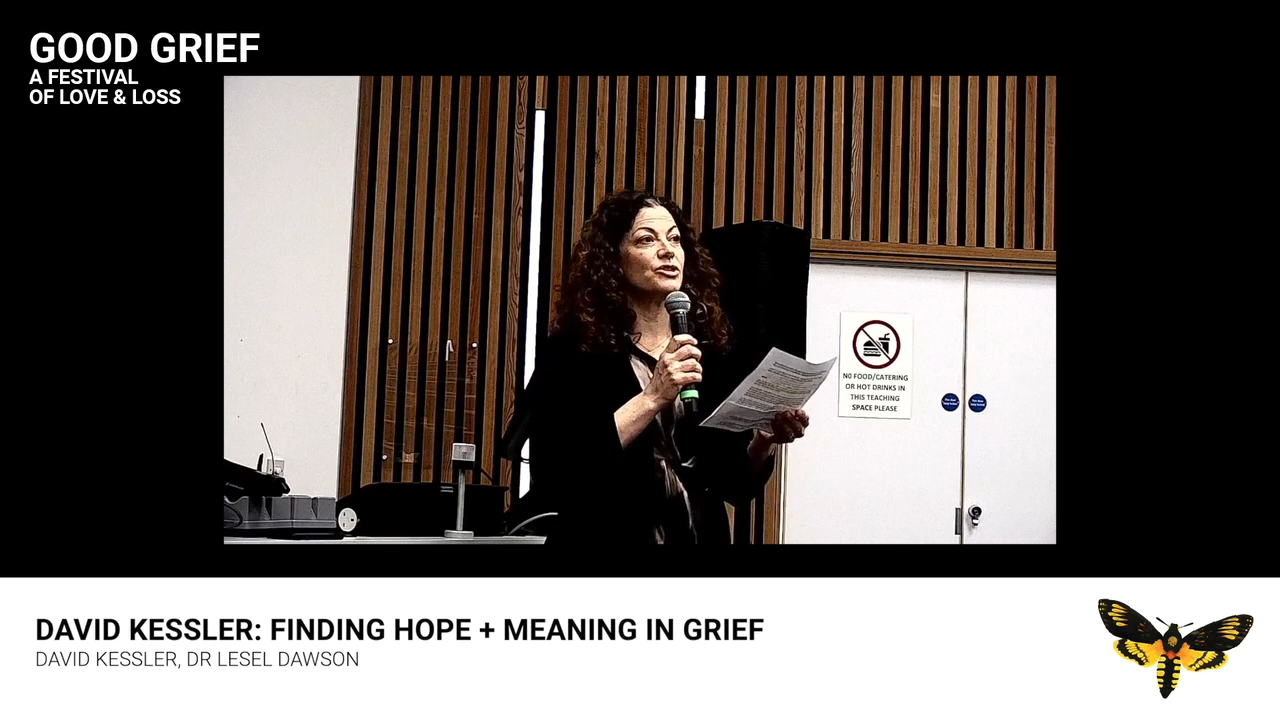 GOOD GRIEF
A FESTIVAL
OF LOVE & LOSS
NO FOOD/CATERING
OR HOT DRINKS IN
THIS TEACHING
SPACE PLEASE
DAVID KESSLER: FINDING HOPE + MEANING IN GRIEF
DAVID KESSLER, DR LESEL DAWSON